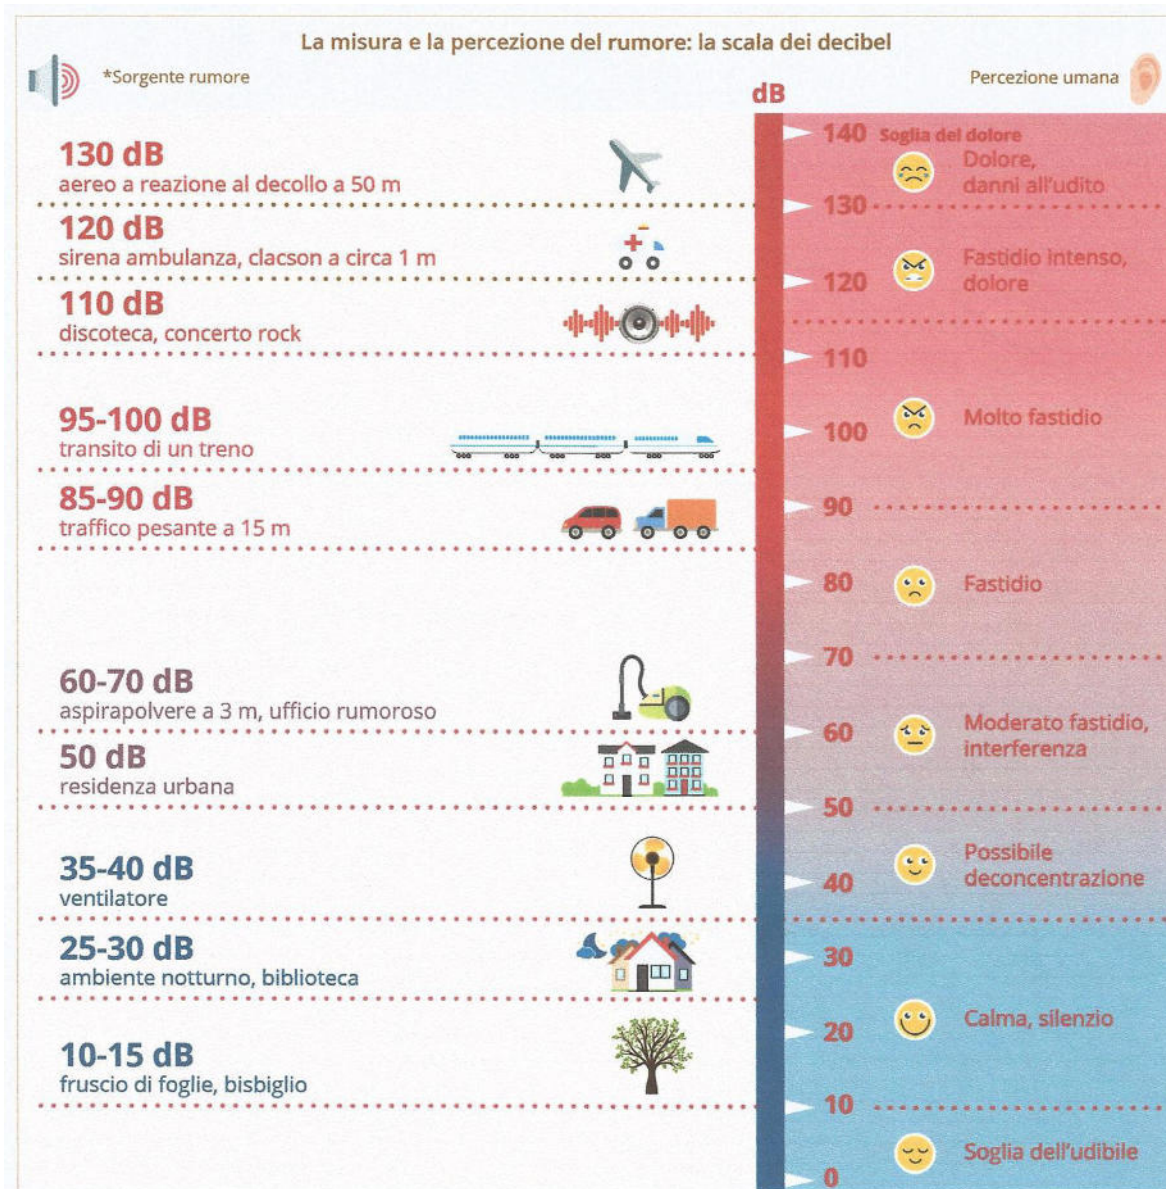 La misura e la percezione del rumore: la scala dei decibel
*Sorgente rumore
dB
Percezione umana
130 dB
aereo a reazione al decollo a 50 m
120 dB
sirena ambulanza, clacson a circa 1 m
110 dB
discoteca, concerto rock
95-100 dB
transito di un treno
85-90 dB
traffico pesante a 15 m
60-70 dB
aspirapolvere a 3 m, ufficio rumoroso
50 dB
residenza urbana
35-40 dB
ventilatore
25-30 dB
ambiente notturno, biblioteca
10-15 dB
fruscio di foglie, bisbiglio
140 Soglia del dolore
Dolore,
danni all'udito
130
Fastidio intenso,
120
dolore
110
Molto fastidio
100
90
80
Fastidio
70
Moderato fastidio,
60
interferenza
50
Possibile
deconcentrazione
40
30
Calma, silenzio
20
10
Soglia dell'udibile
0